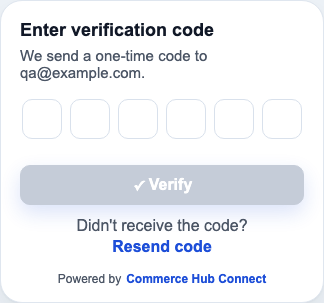 Enter verification code
We send a one-time code to
qa@example.com.
✓ Verify
Didn't receive the code?
Resend code
Powered by Commerce Hub Connect